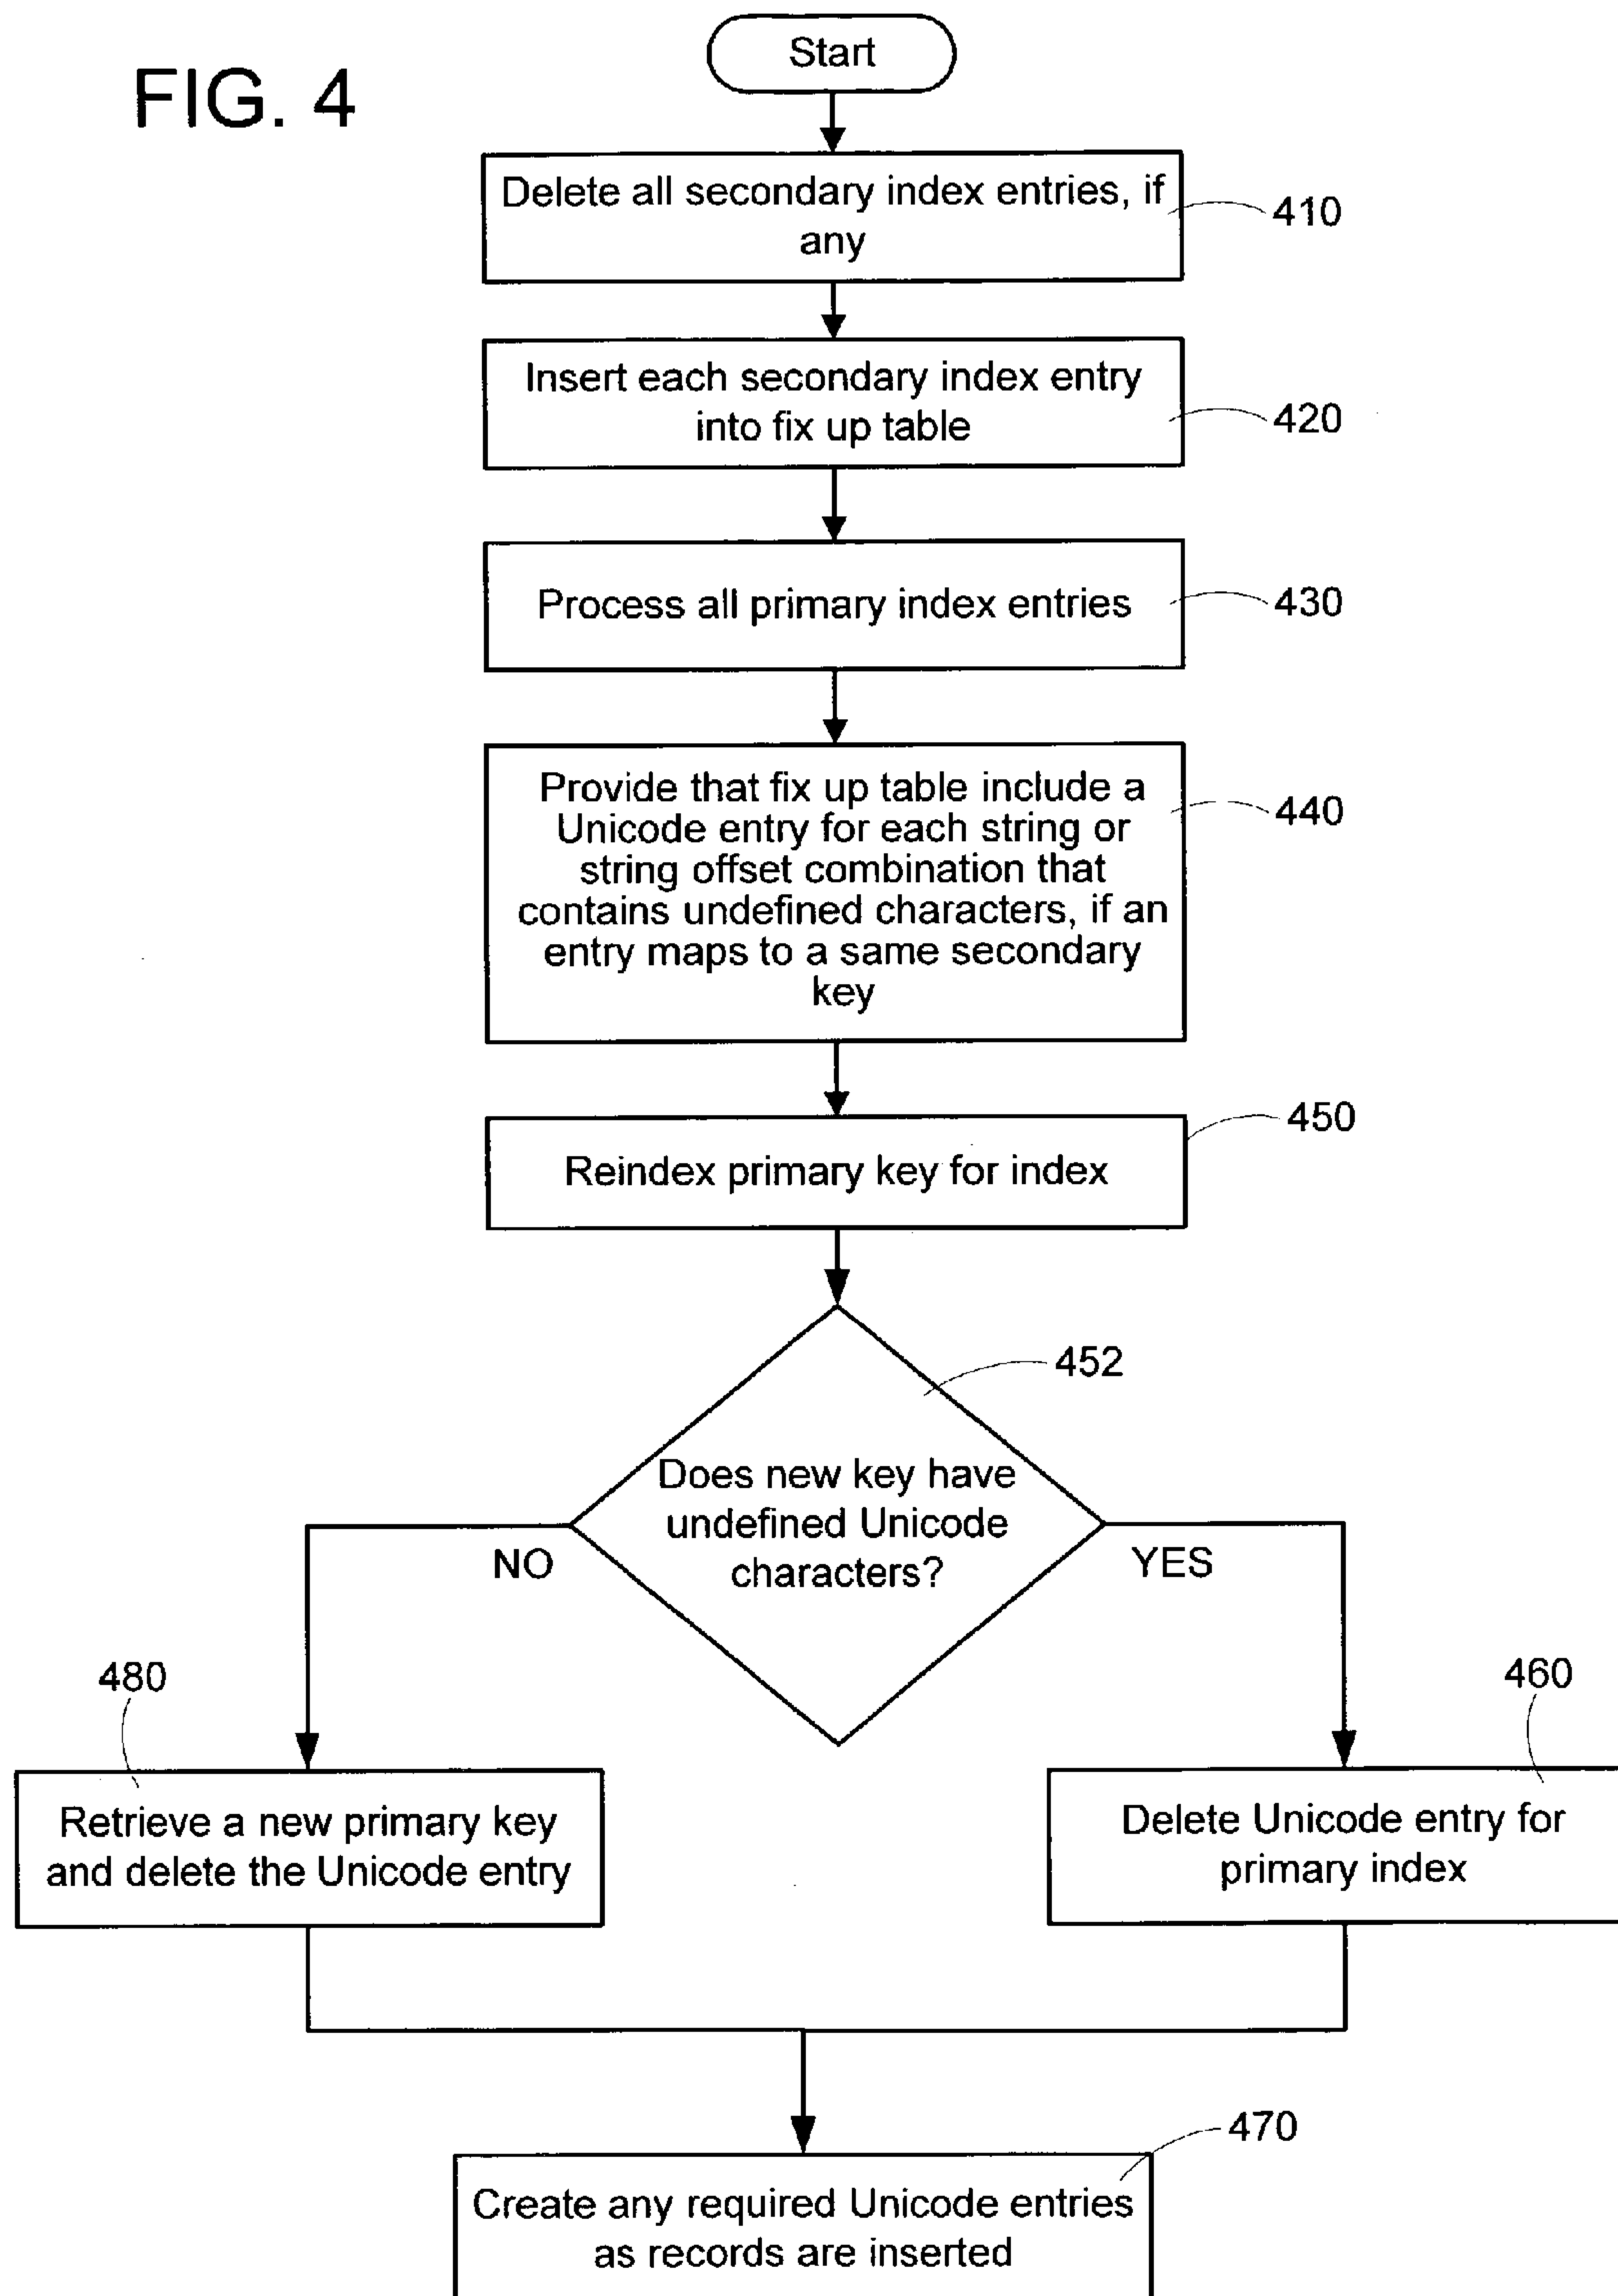 FIG. 4
Start
Delete all secondary index entries, if
any
410
Insert each secondary index entry
into fix up table
420
Process all primary index entries
430
Provide that fix up table include a
Unicode entry for each string or
string offset combination that
contains undefined characters, if an
entry maps to a same secondary
key
440
Reindex primary key for index
450
452
Does new key have
undefined Unicode
characters?
NO
YES
480
Retrieve a new primary key
and delete the Unicode entry
460
Delete Unicode entry for
primary index
470
Create any required Unicode entries
as records are inserted